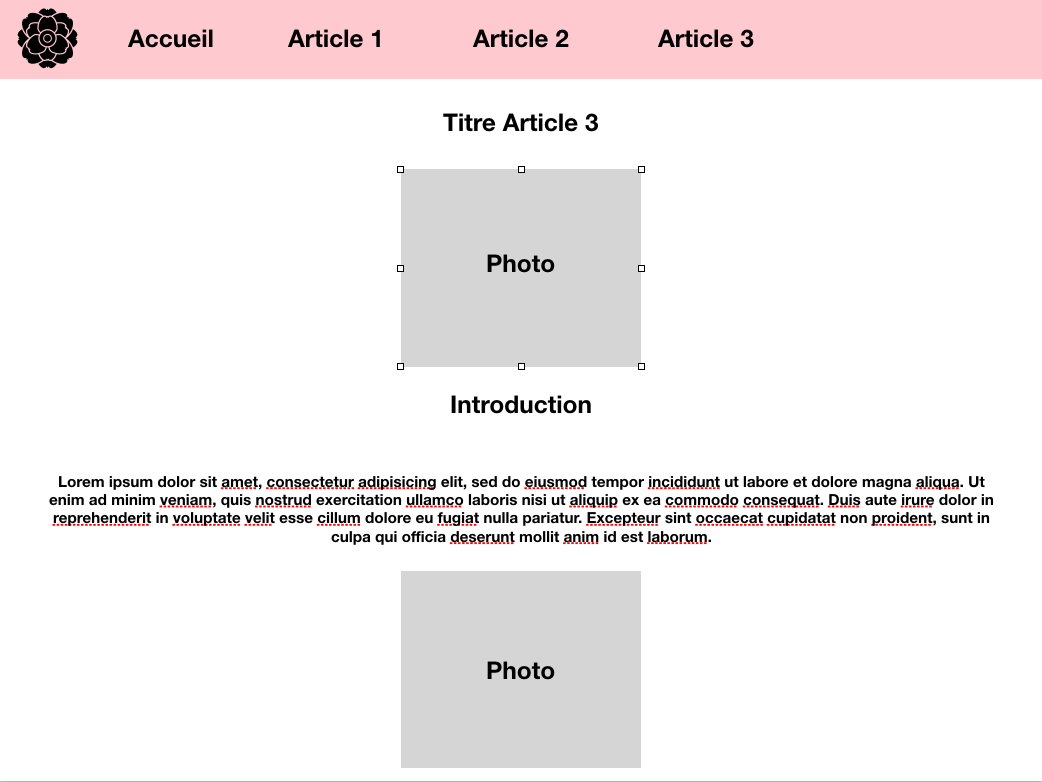 Accueil Article 1 Article 2 Article 3
Titre Article 3
Photo
Introduction
Lorem ipsum dolor sit amet, consectetur adipisicing elit, sed do eiusmod tempor incididunt ut labore et dolore magna aliqua. Ut
enim ad minim veniam, quis nostrud exercitation ullamco laboris nisi ut aliquip ex ea commodo consequat. Duis aute irure dolor in
reprehenderit in voluptate velit esse cillum dolore eu fugiat nulla pariatur. Excepteur sint occaecat cupidatat non proident, sunt in
culpa qui officia deserunt mollit anim id est laborum.
Photo